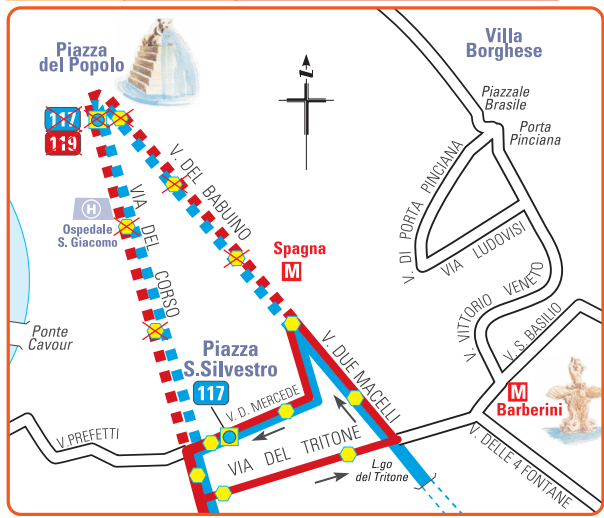 Piazza
del Popolo
117
119
Villa
Borghese
Piazzale
Brasile
Porta
Pinciana
V. DI PORTA PINCIANA
VIA LUDOVISI
V. VITTORIO VENETO
V. S. BASILIO
V. DEL BABUINO
VIA DEL CORSO
H
Ospedale
S. Giacomo
Spagna
M
Ponte
Cavour
Piazza
S.Silvestro
117
V. D. MERCEDE
V. DUE MACELLI
M
Barberini
V. PREFETTI
VIA DEL TRITONE
L.go
del Tritone
V. DELLE 4 FONTANE